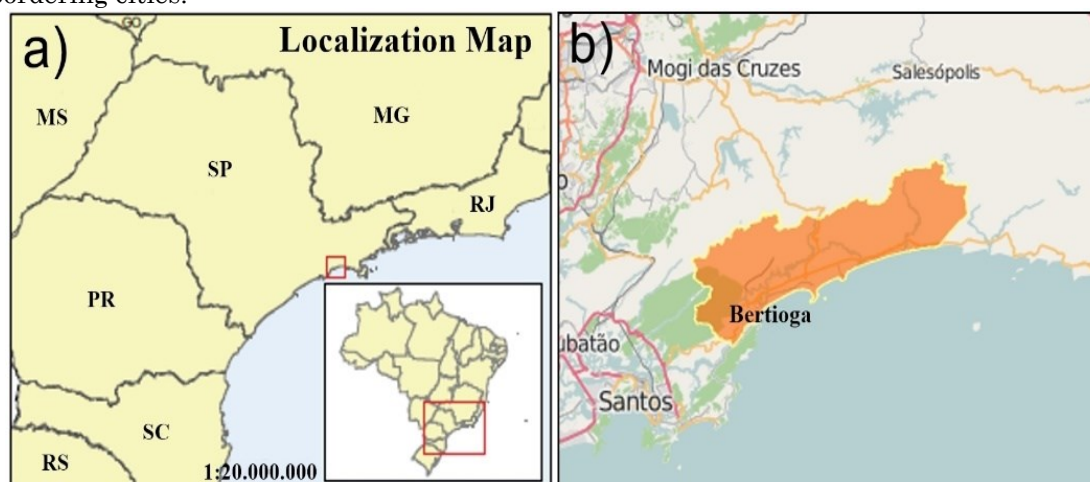 bordering cities.
a)
GO
Localization Map
MS
MG
SP
RJ
PR
SC
RS
1:20.000.000
b)
Mogi das Cruzes
Salesópolis
Bertioga
ubatão
Santos